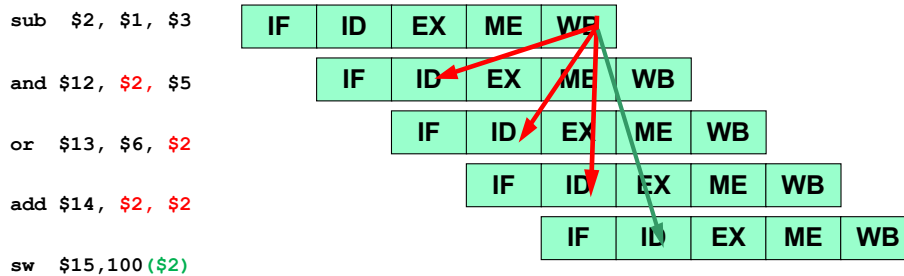 sub $2, $1, $3 IF ID EX ME WB
and $12, $2, $5 IF ID EX ME WB
or $13, $6, $2 IF ID EX ME WB
add $14, $2, $2 IF ID EX ME WB
sw $15,100($2) IF ID EX ME WB